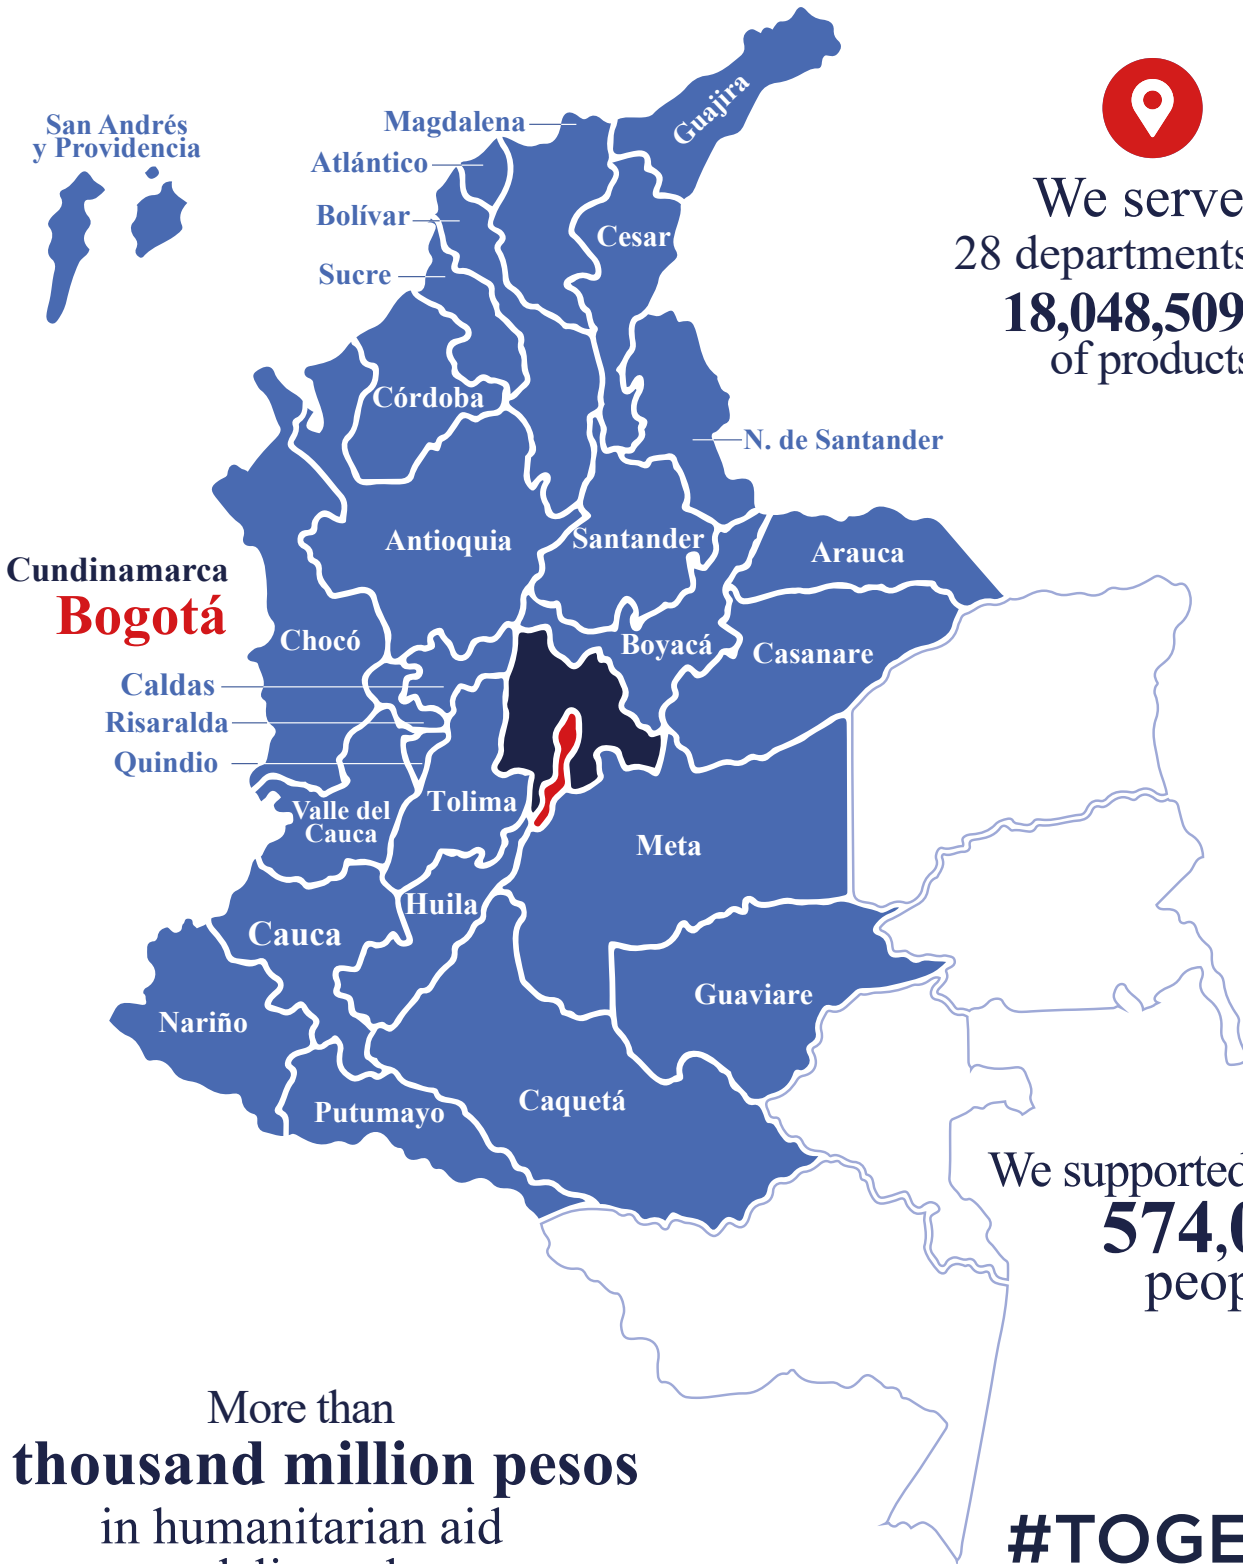 San Andrés
y Providencia
Magdalena
Atlántico
Bolívar
Sucre
Guajira
Cesar
We serve
28 departments
18,048,509
of products
Córdoba
N. de Santander
Antioquia
Santander
Arauca
Cundinamarca
Bogotá
Chocó
Boyacá
Casanare
Caldas
Risaralda
Quindio
Valle del
Cauca
Tolima
Meta
Huila
Cauca
Guaviare
Nariño
Caquetá
Putumayo
We supported
574,0
peop
More than
thousand million pesos
in humanitarian aid
#TOGE